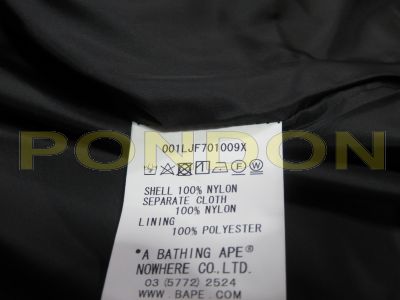 001LJF701009X
PONDON
SHELL 100% NYLON
SEPARATE CLOTH
100% NYLON
LINING
100% POLYESTER
"A BATHING APE®
NOWHERE CO., LTD.
03 (5772) 2524
WWW.BAPE.COM